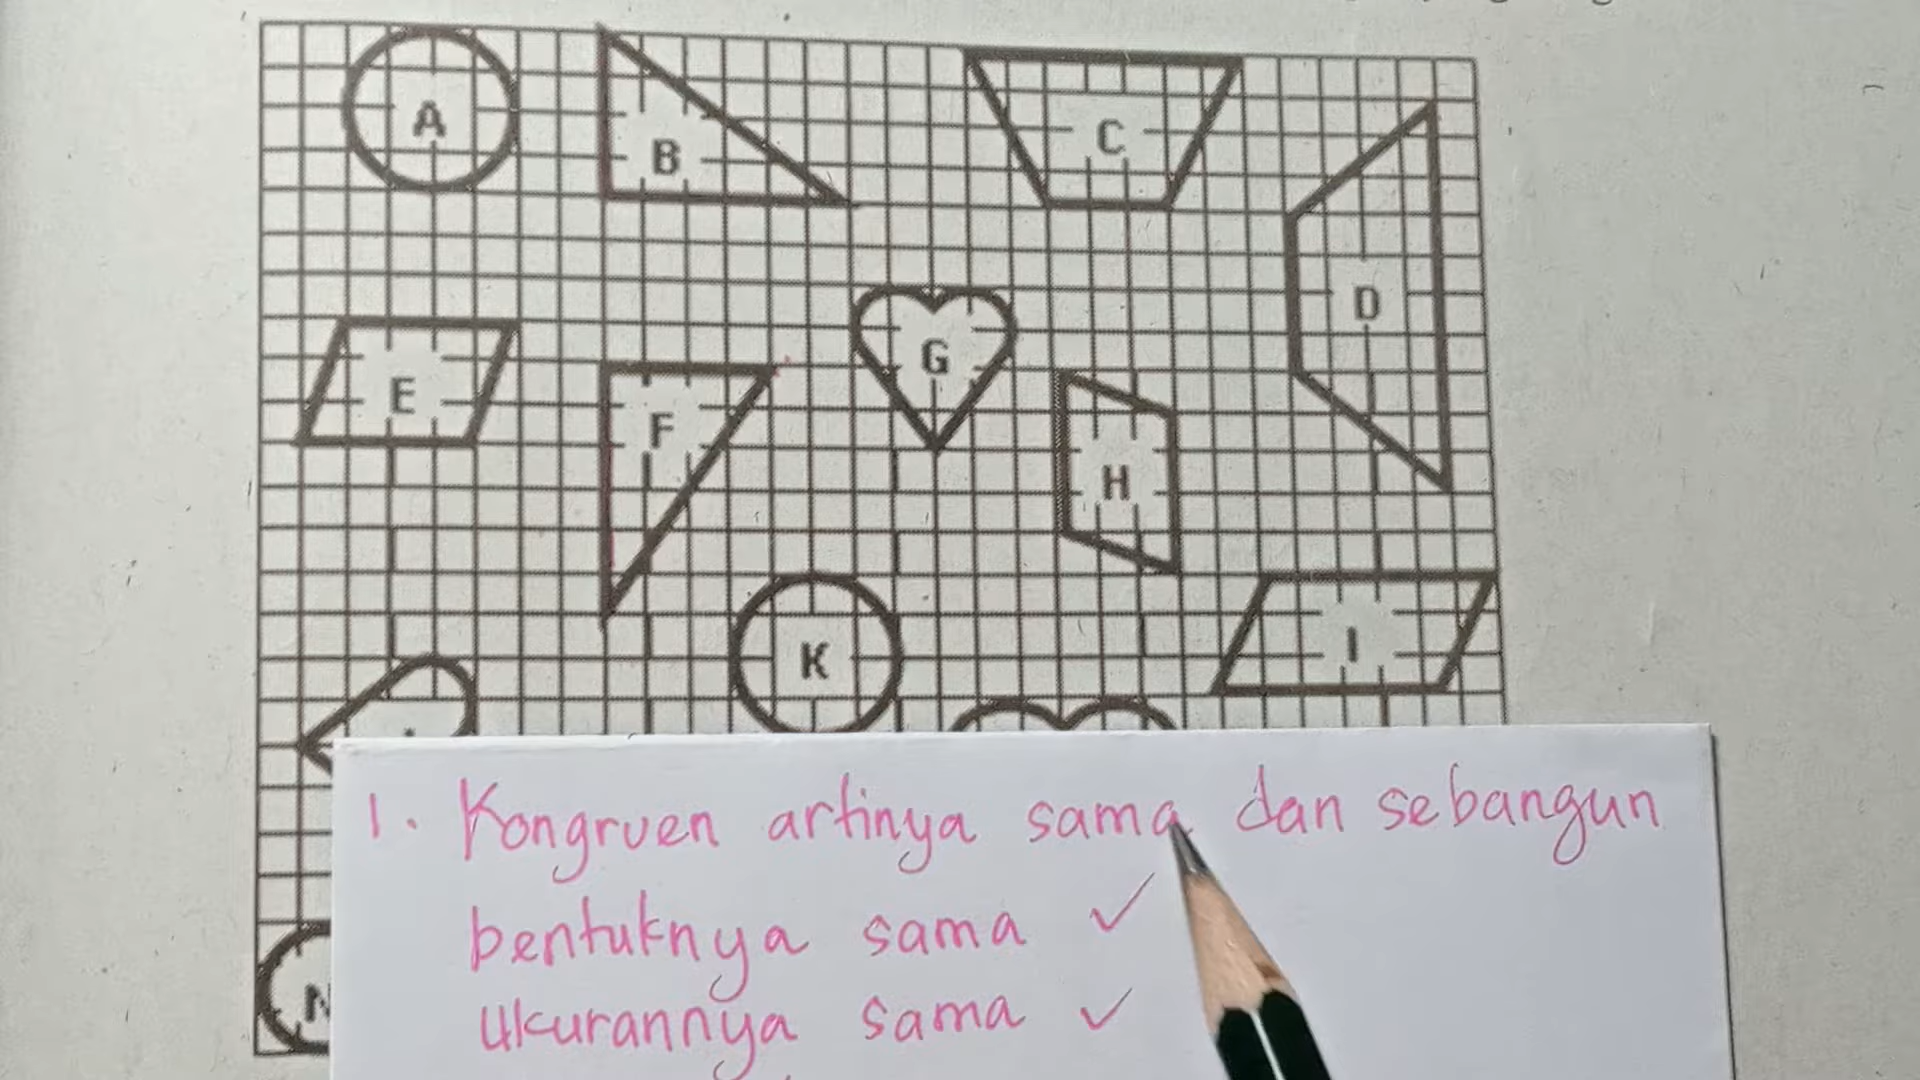 A
B
C
D
E
F
G
H
K
I
N
1. Kongruen artinya sama dan sebangun
bentuknya sama ✓
ukurannya sama ✓